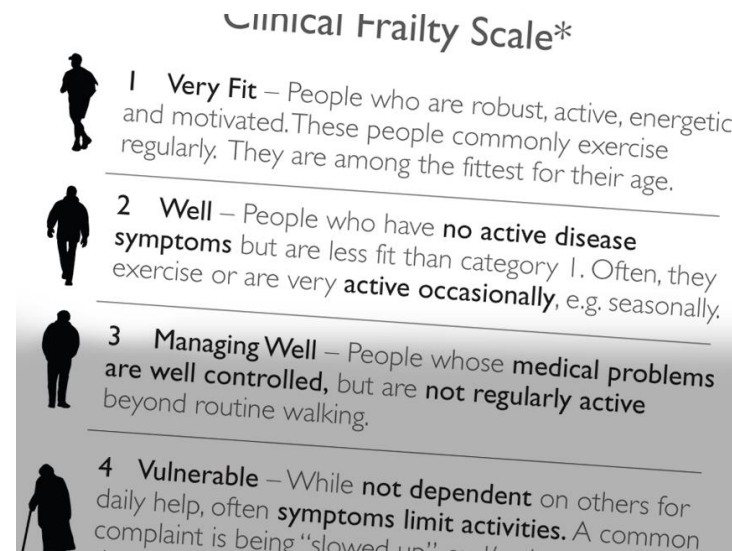 Clinical Frailty Scale*
1 Very Fit – People who are robust, active, energetic
and motivated. These people commonly exercise
regularly. They are among the fittest for their age.
2 Well – People who have no active disease
symptoms but are less fit than category 1. Often, they
exercise or are very active occasionally, e.g. seasonally.
3 Managing Well – People whose medical problems
are well controlled, but are not regularly active
beyond routine walking.
4 Vulnerable – While not dependent on others for
daily help, often symptoms limit activities. A common
complaint is being "slowed up"